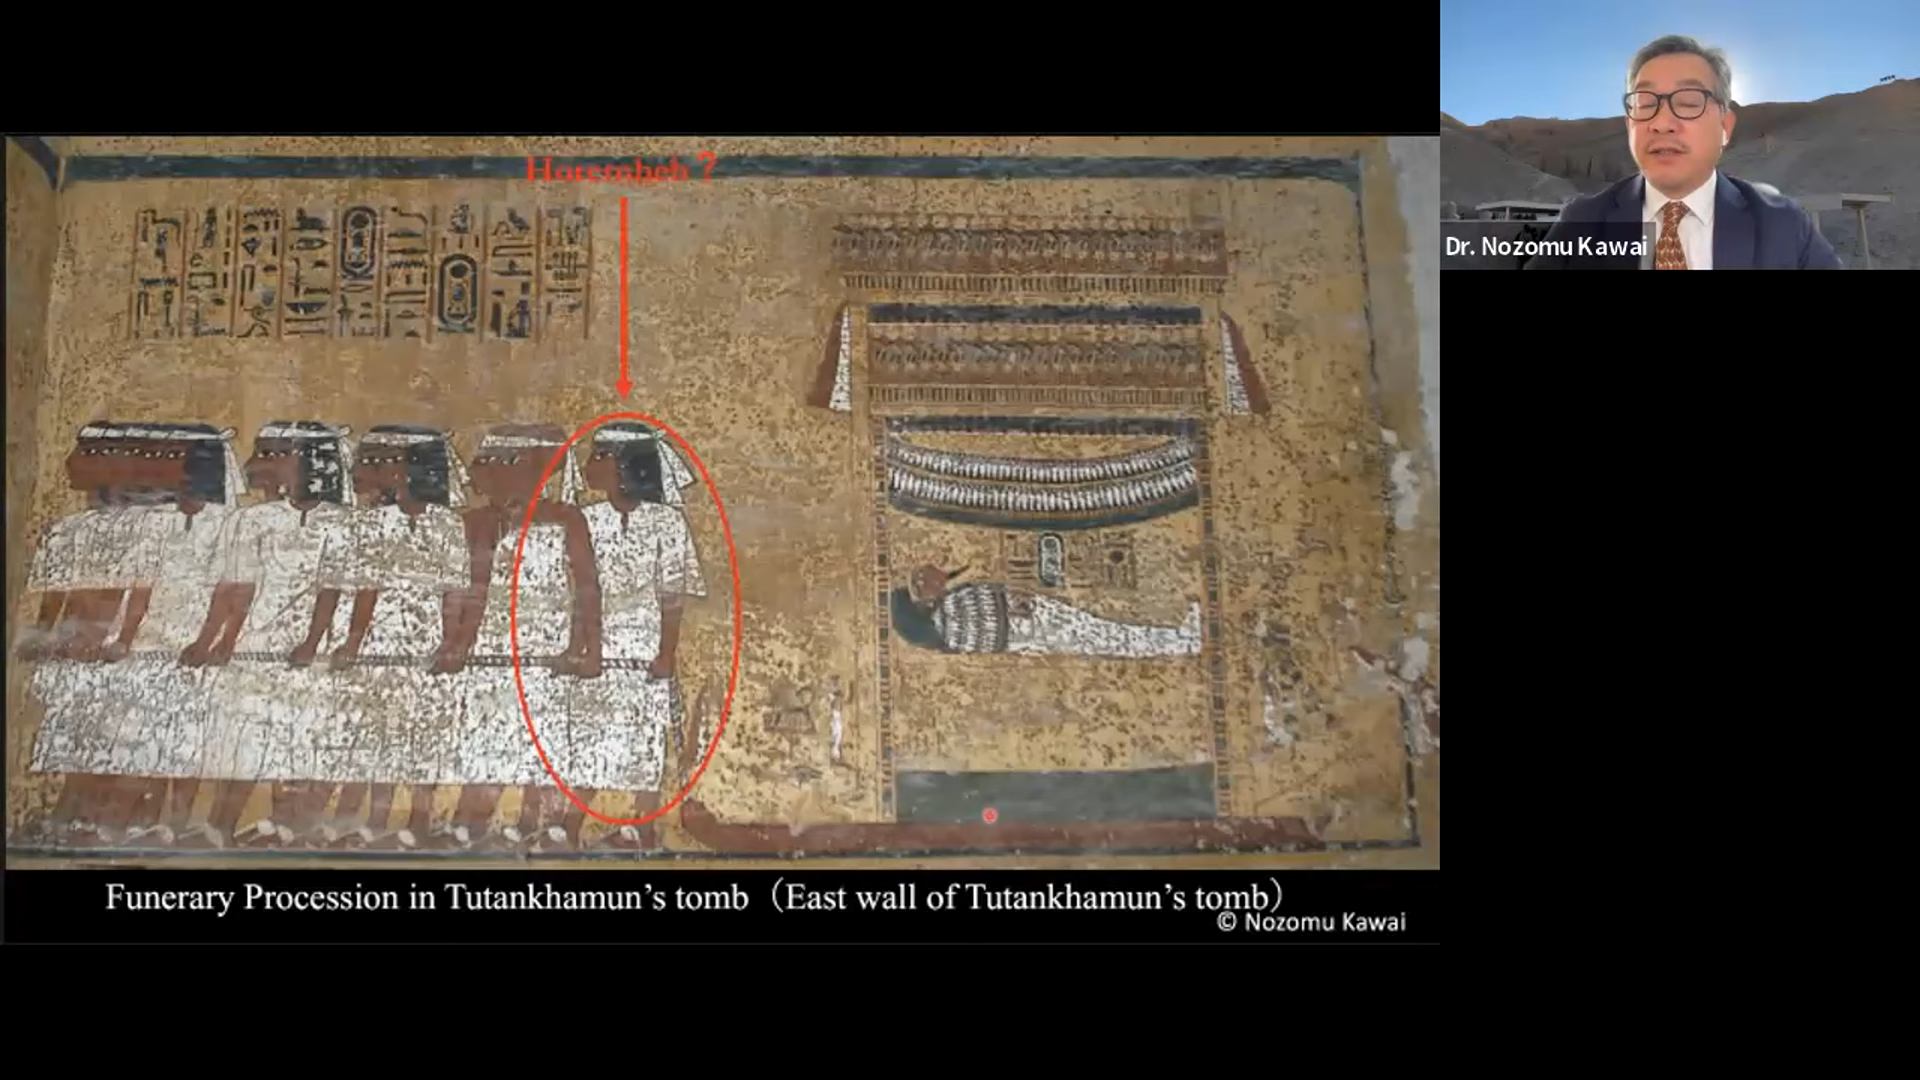 Horemheb？
Dr. Nozomu Kawai
Funerary Procession in Tutankhamun’s tomb（East wall of Tutankhamun’s tomb）
© Nozomu Kawai